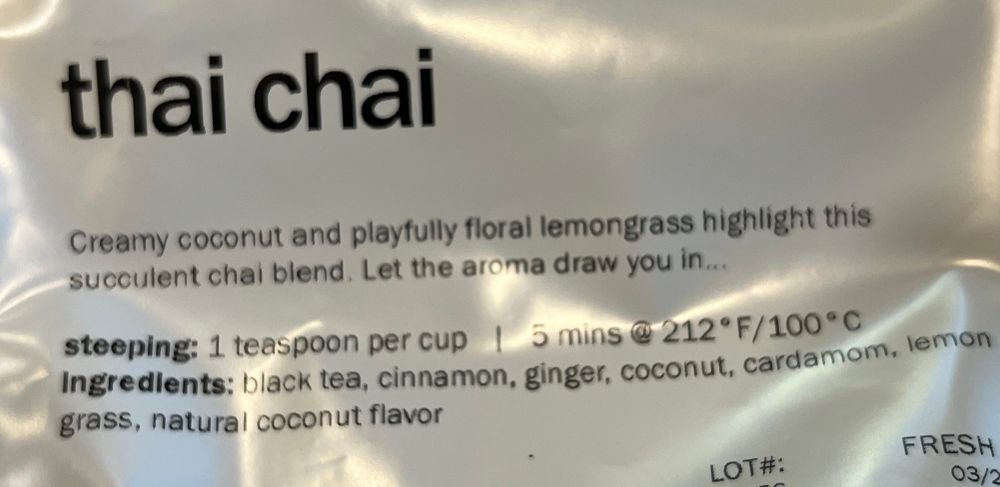 thai chai
Creamy coconut and playfully floral lemongrass highlight this
succulent chai blend. Let the aroma draw you in...
steeping: 1 teaspoon per cup | 5 mins @ 212°F/100°C
Ingredients: black tea, cinnamon, ginger, coconut, cardamom, lemon
grass, natural coconut flavor
FRESH
LOT#:
03/2